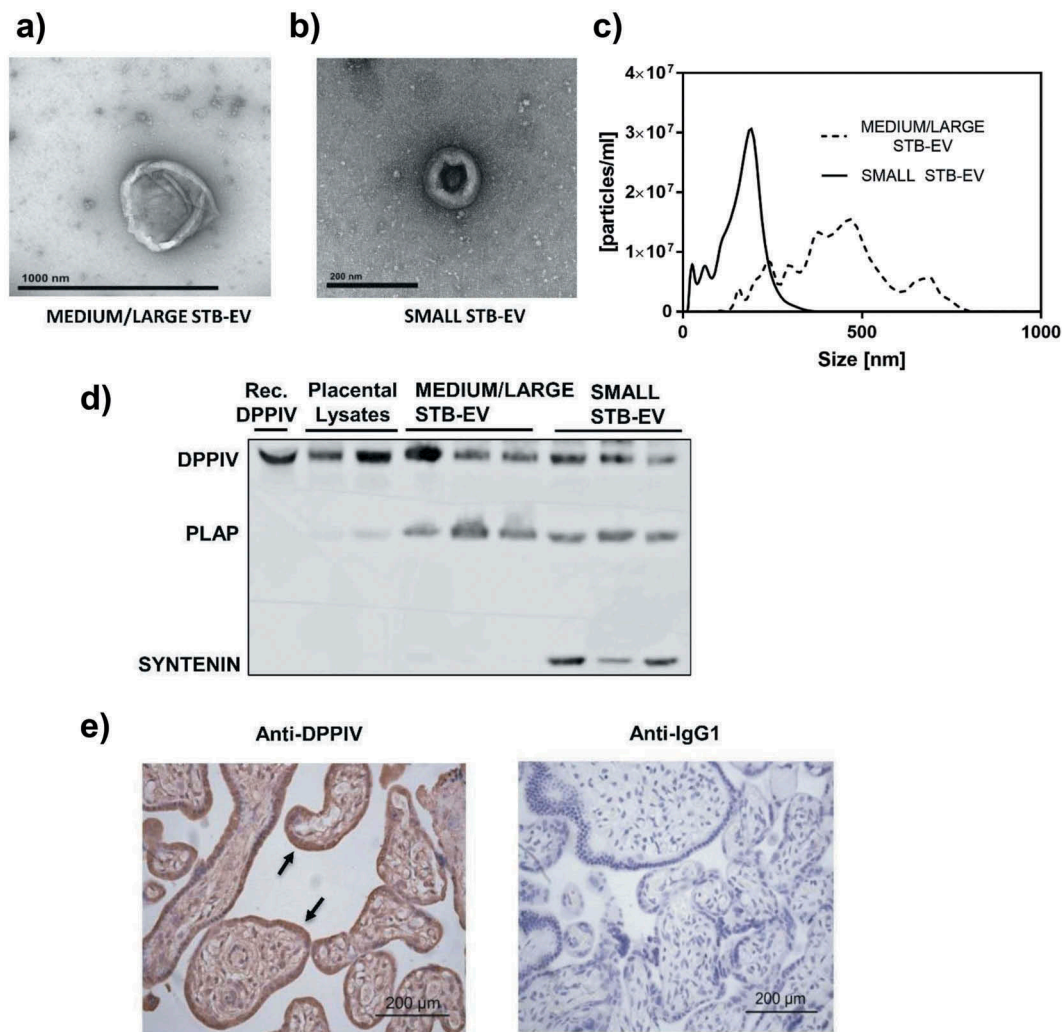 a)
b)
c)
1000 nm
MEDIUM/LARGE STB-EV
200 nm
SMALL STB-EV
[particles/ml]
4×10⁷
3×10⁷
2×10⁷
1×10⁷
0
0
500
1000
Size [nm]
MEDIUM/LARGE
STB-EV
SMALL STB-EV
d)
Rec.
DPPIV
Placental
Lysates
MEDIUM/LARGE
STB-EV
SMALL
STB-EV
DPPIV
PLAP
SYNTENIN
e)
Anti-DPPIV
Anti-IgG1
200 µm
200 µm